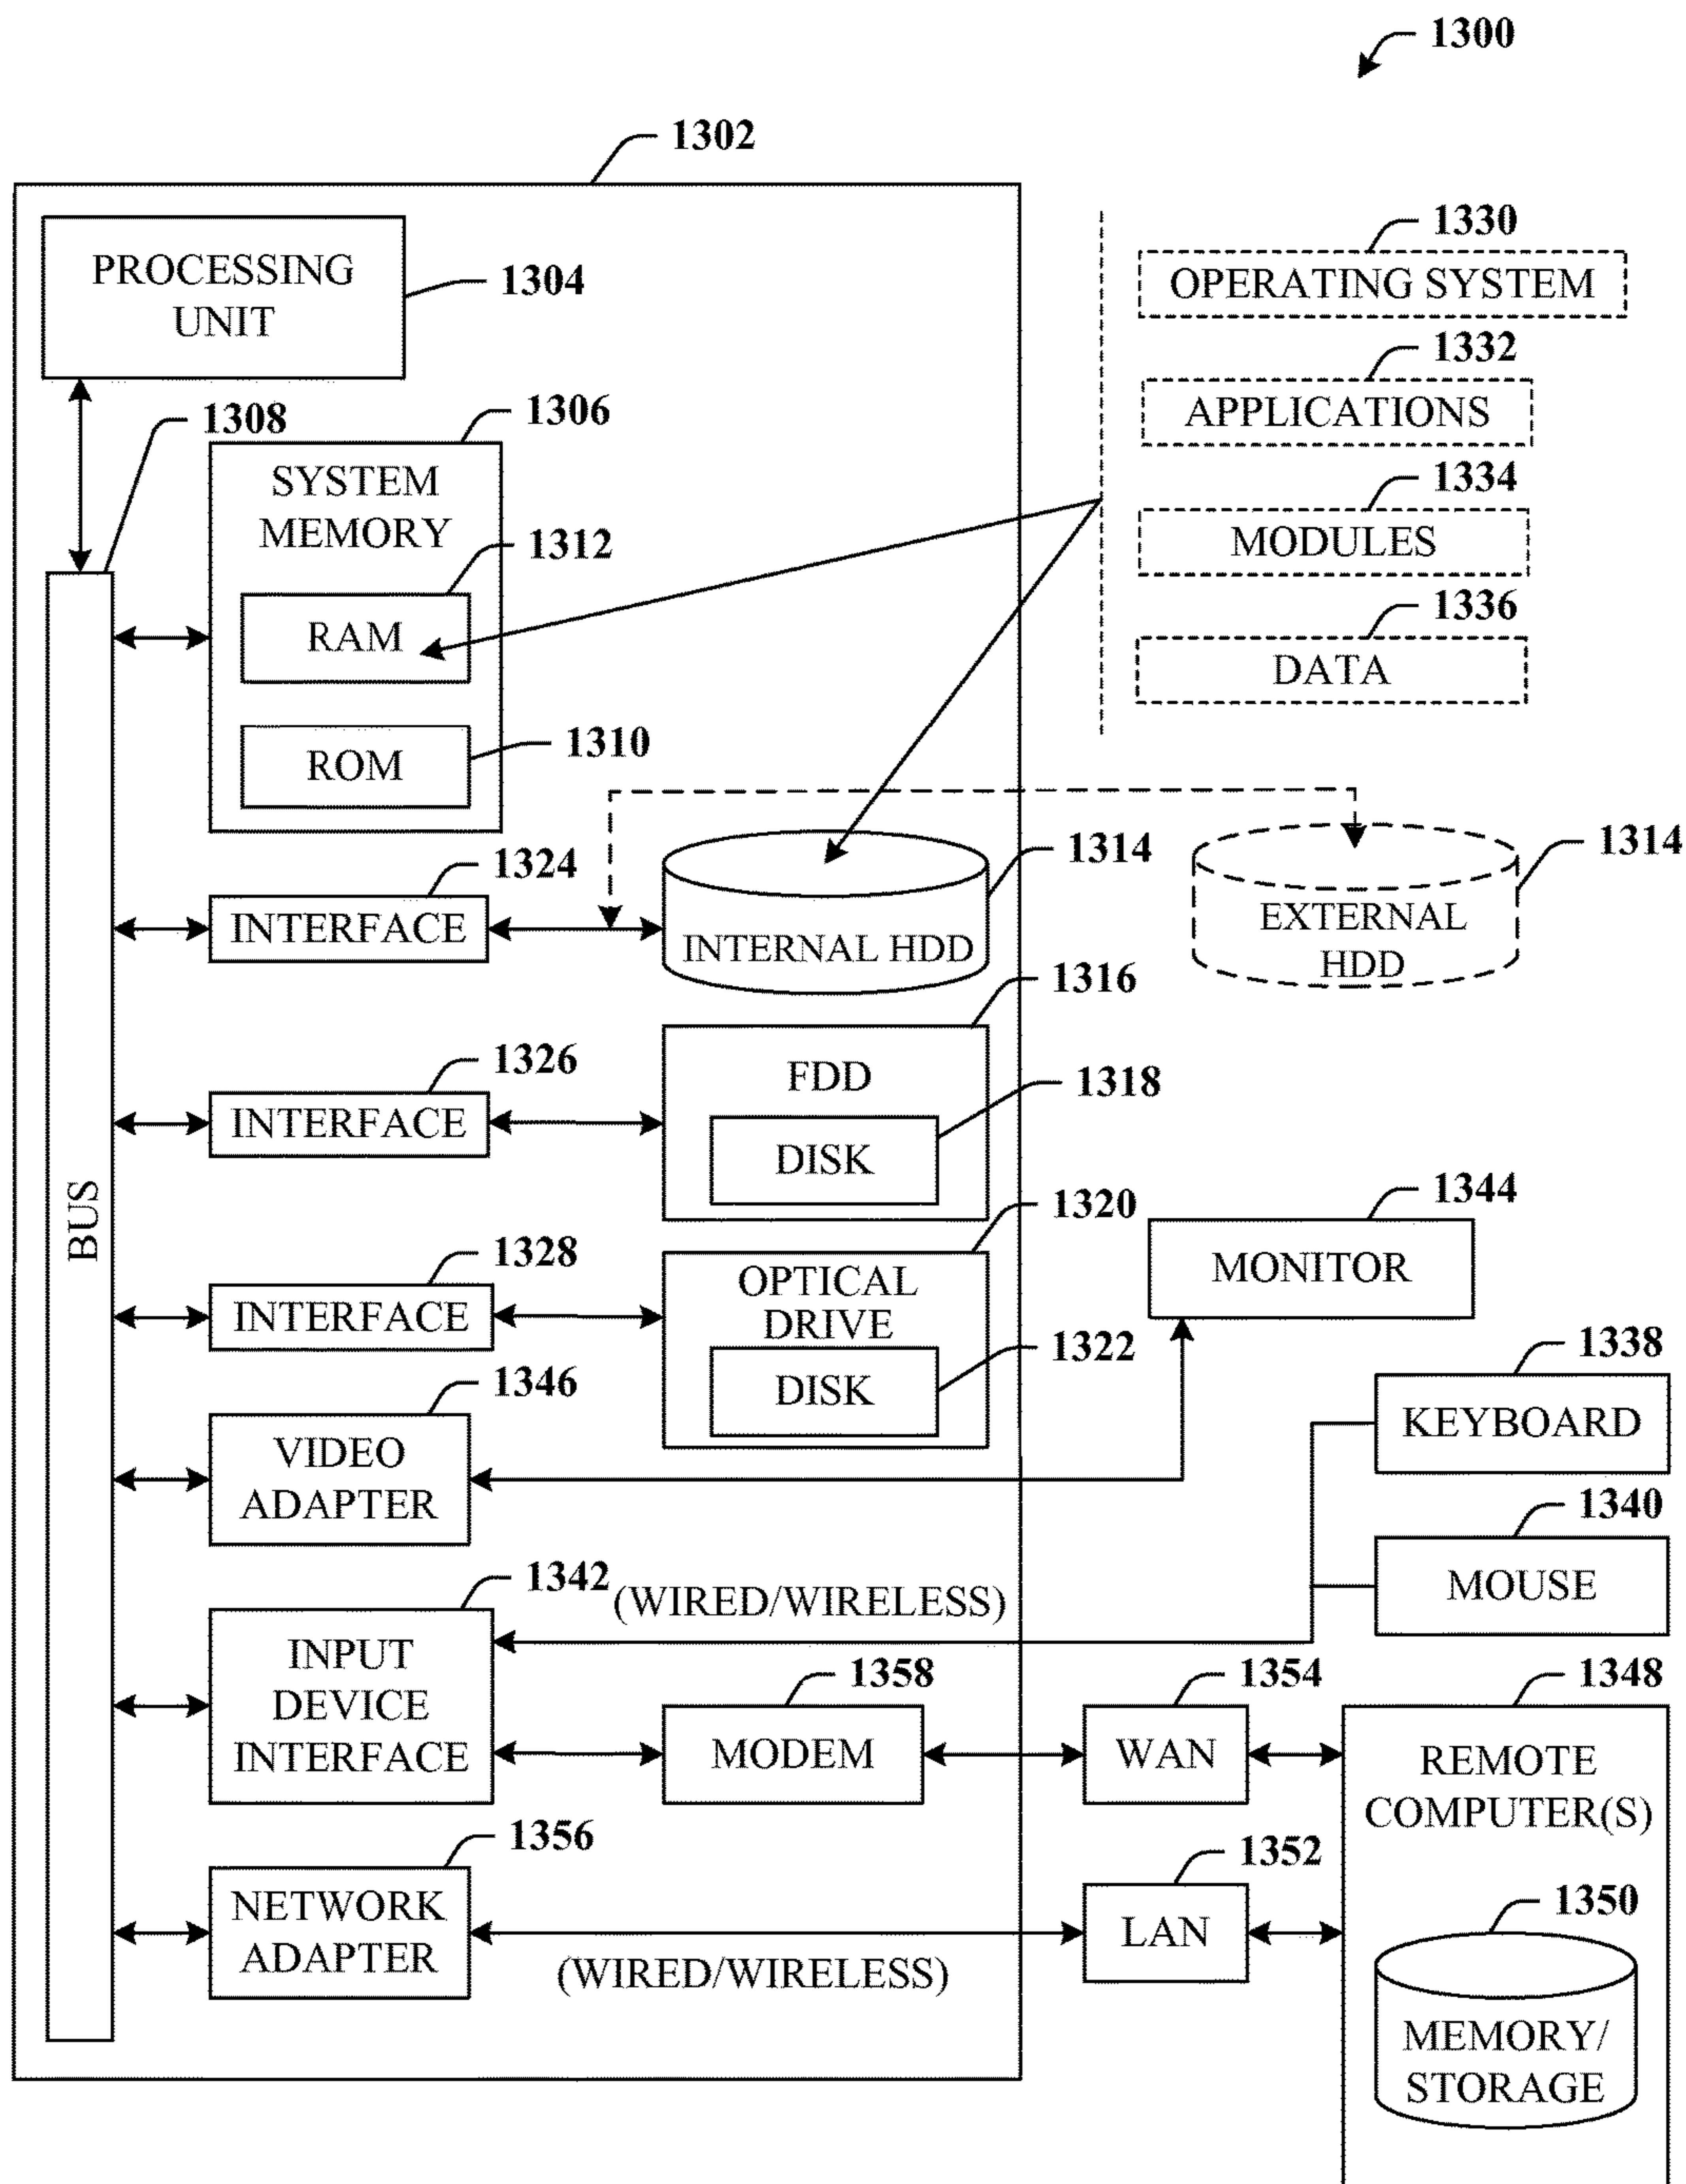 1300
1302
PROCESSING
UNIT
1304
1330
OPERATING SYSTEM
1332
APPLICATIONS
1334
MODULES
1336
DATA
1308
1306
SYSTEM
MEMORY
1312
RAM
1310
ROM
1324
INTERFACE
1314
INTERNAL HDD
1314
EXTERNAL
HDD
1326
INTERFACE
1316
FDD
1318
DISK
BUS
1328
INTERFACE
1320
OPTICAL
DRIVE
1322
DISK
1344
MONITOR
1346
VIDEO
ADAPTER
1338
KEYBOARD
1340
MOUSE
1342
(WIRED/WIRELESS)
INPUT
DEVICE
INTERFACE
1358
MODEM
1354
WAN
1348
REMOTE
COMPUTER(S)
1356
NETWORK
ADAPTER
(WIRED/WIRELESS)
1352
LAN
1350
MEMORY/
STORAGE